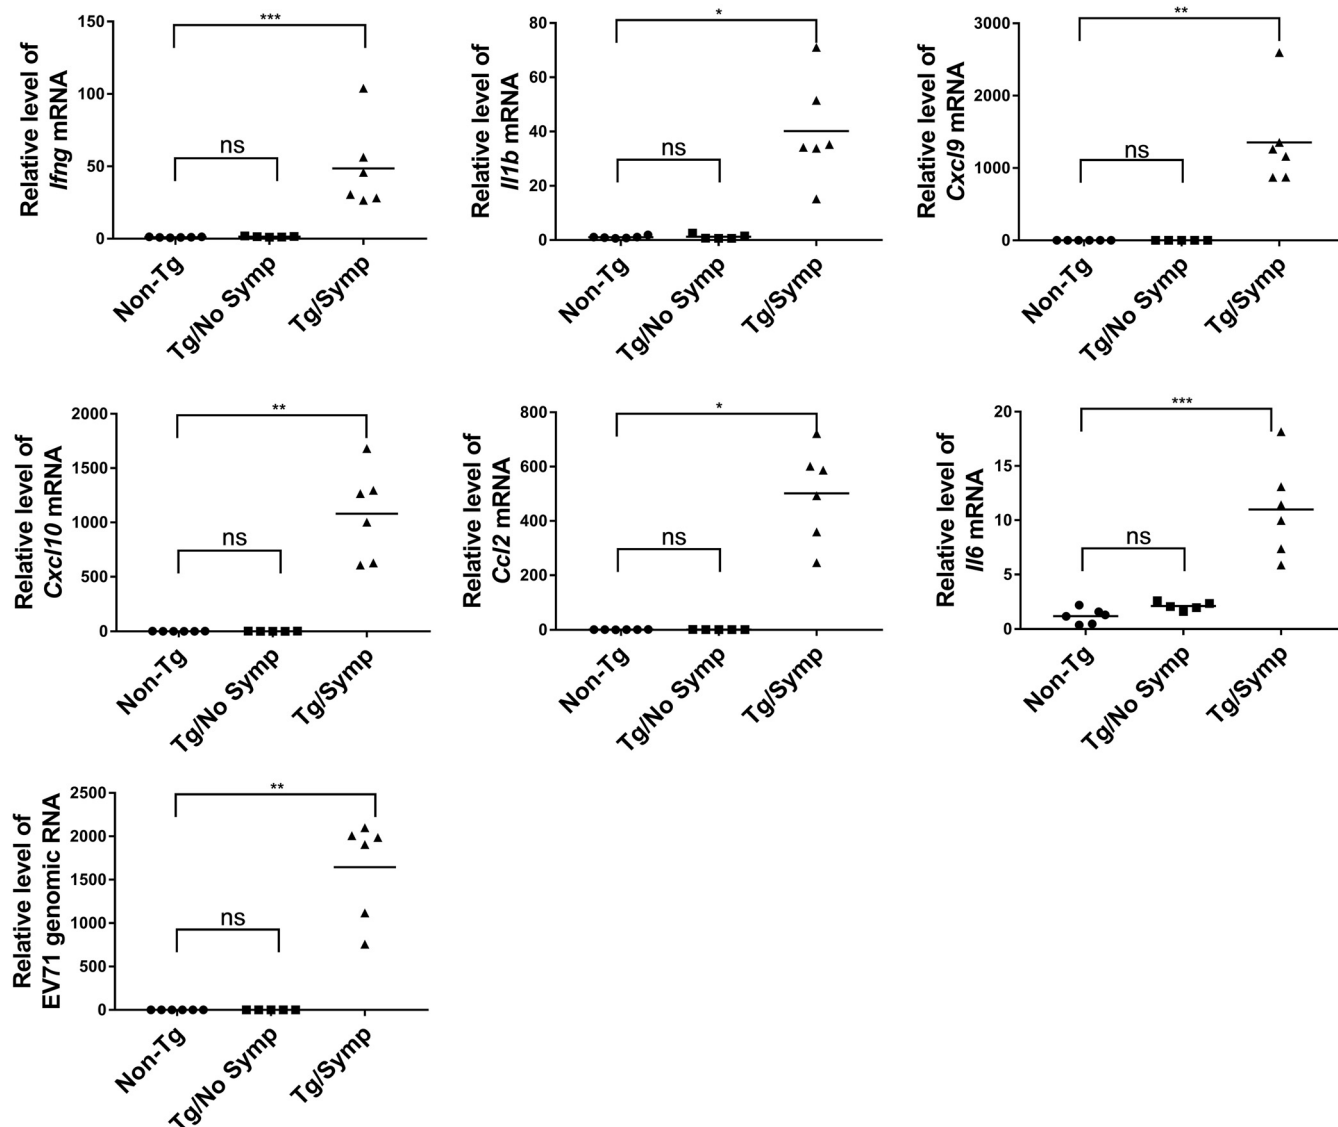 ***
150
100
50
0
Relative level of
Ifng mRNA
ns
Non-Tg
Tg/No Symp
Tg/Symp
*
80
60
40
20
0
Relative level of
Il1b mRNA
ns
Non-Tg
Tg/No Symp
Tg/Symp
**
3000
2000
1000
0
Relative level of
Cxcl9 mRNA
ns
Non-Tg
Tg/No Symp
Tg/Symp
**
2000
1500
1000
500
0
Relative level of
Cxcl10 mRNA
ns
Non-Tg
Tg/No Symp
Tg/Symp
*
800
600
400
200
0
Relative level of
Ccl2 mRNA
ns
Non-Tg
Tg/No Symp
Tg/Symp
***
20
15
10
5
0
Relative level of
Il6 mRNA
ns
Non-Tg
Tg/No Symp
Tg/Symp
**
2500
2000
1500
1000
500
0
Relative level of
EV71 genomic RNA
ns
Non-Tg
Tg/No Symp
Tg/Symp